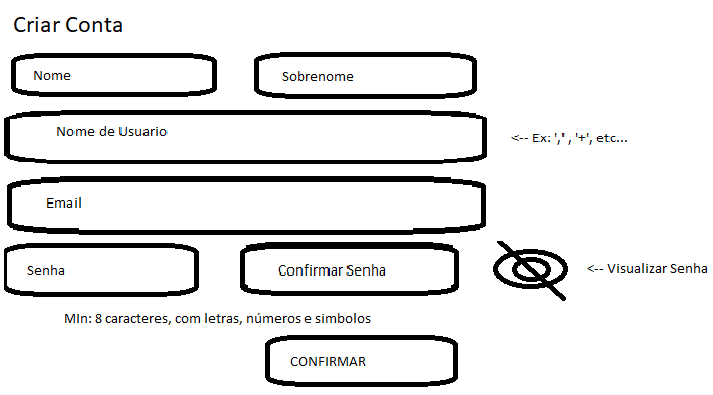 Criar Conta
Nome Sobrenome
Nome de Usuario
<-- Ex: ',' , '+', etc...
Email
Senha Confirmar Senha
<-- Visualizar Senha
MIn: 8 caracteres, com letras, números e simbolos
CONFIRMAR